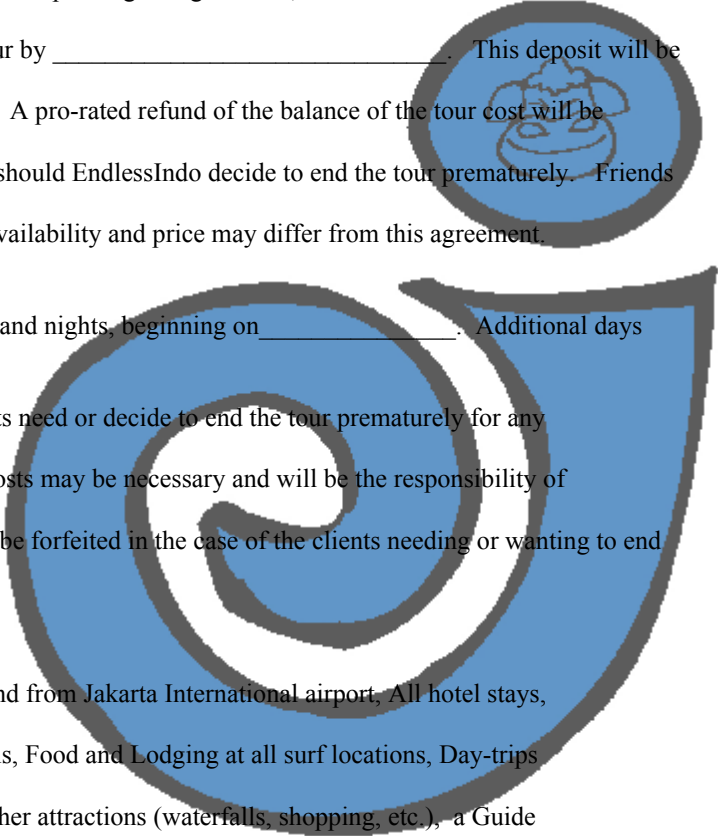 ur by ______________________________. This deposit will be
A pro-rated refund of the balance of the tour cost will be
should EndlessIndo decide to end the tour prematurely. Friends
vailability and price may differ from this agreement.
and nights, beginning on_______________. Additional days
ts need or decide to end the tour prematurely for any
osts may be necessary and will be the responsibility of
be forfeited in the case of the clients needing or wanting to end
nd from Jakarta International airport, All hotel stays,
s, Food and Lodging at all surf locations, Day-trips
her attractions (waterfalls, shopping, etc.), a Guide